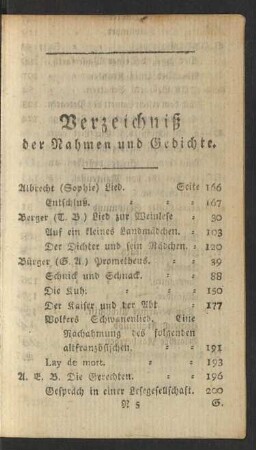 Verzeichniß
der Nahmen und Gedichte.
Albrecht (Sophie) Lied. Seite 166
Entschluß. = = 167
Berger (T. B.) Lied zur Weinlese = 30
Auf ein kleines Landmädchen. = 103
Der Dichter und sein Mädchen. = 120
Bürger (G. A.) Prometheus. = = 39
Schnick und Schnack. = = 88
Die Kuh. = = = 150
Der Kaiser und der Abt = 177
Volkers Schwanenlied. Eine
Nachahmung des folgenden
altfranzösischen. = = 191
Lay de mort. = = = 193
A. E. B. Die Gerechten. = = 196
Gespräch in einer Lesegesellschaft. 200
N 5 G.